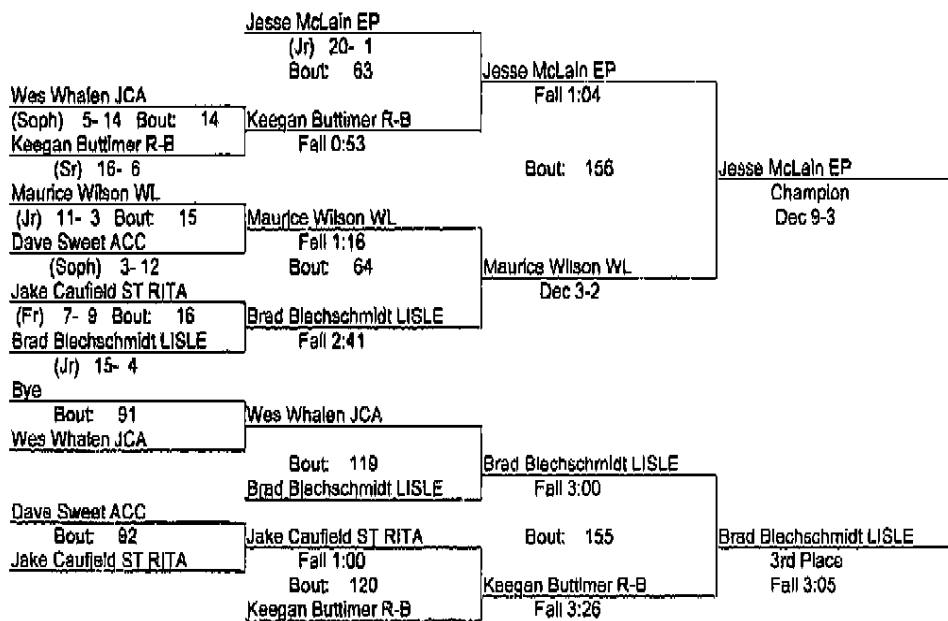 Jesse McLain EP
(Jr) 20- 1
Bout: 63
Jesse McLain EP
Fall 1:04
Wes Whalen JCA
(Soph) 5- 14 Bout: 14
Keegan Buttimer R-B
Keegan Buttimer R-B
Fall 0:53
(Sr) 16- 6
Bout: 156
Jesse McLain EP
Champion
Dec 9-3
Maurice Wilson WL
(Jr) 11- 3 Bout: 15
Maurice Wilson WL
Dave Sweet ACC
Fall 1:16
(Soph) 3- 12
Bout: 64
Maurice Wilson WL
Dec 3-2
Jake Caufield ST RITA
(Fr) 7- 9 Bout: 16
Brad Blechschmidt LISLE
Brad Blechschmidt LISLE
Fall 2:41
(Jr) 15- 4
Bye
Bout: 91
Wes Whalen JCA
Wes Whalen JCA
Bout: 119
Brad Blechschmidt LISLE
Brad Blechschmidt LISLE
Fall 3:00
Dave Sweet ACC
Bout: 92
Jake Caufield ST RITA
Jake Caufield ST RITA
Fall 1:00
Bout: 120
Keegan Buttimer R-B
Bout: 155
Keegan Buttimer R-B
Fall 3:26
Brad Blechschmidt LISLE
3rd Place
Fall 3:05